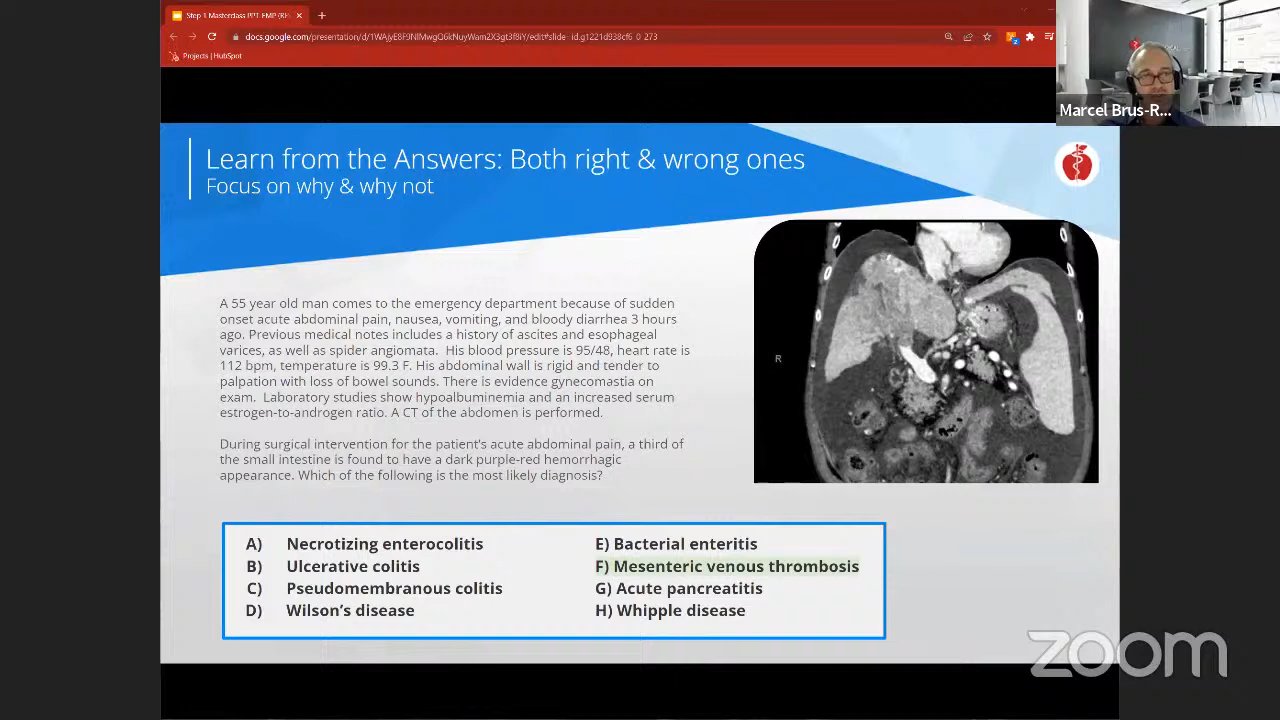 Step 1 Masterclass PPT EMP (RE
docs.google.com/presentation/d/1WAjyE8F9NlMwgQ6kNuyWam2X3gt3f8iY/edit#slide=id.g1221d938cf6_0_273
Projects | HubSpot
Marcel Brus-R...
Learn from the Answers: Both right & wrong ones
Focus on why & why not
A 55 year old man comes to the emergency department because of sudden
onset acute abdominal pain, nausea, vomiting, and bloody diarrhea 3 hours
ago. Previous medical notes includes a history of ascites and esophageal
varices, as well as spider angiomata. His blood pressure is 95/48, heart rate is
112 bpm, temperature is 99.3 F. His abdominal wall is rigid and tender to
palpation with loss of bowel sounds. There is evidence gynecomastia on
exam. Laboratory studies show hypoalbuminemia and an increased serum
estrogen-to-androgen ratio. A CT of the abdomen is performed.
During surgical intervention for the patient's acute abdominal pain, a third of
the small intestine is found to have a dark purple-red hemorrhagic
appearance. Which of the following is the most likely diagnosis?
R
A) Necrotizing enterocolitis
B) Ulcerative colitis
C) Pseudomembranous colitis
D) Wilson's disease
E) Bacterial enteritis
F) Mesenteric venous thrombosis
G) Acute pancreatitis
H) Whipple disease
zoom